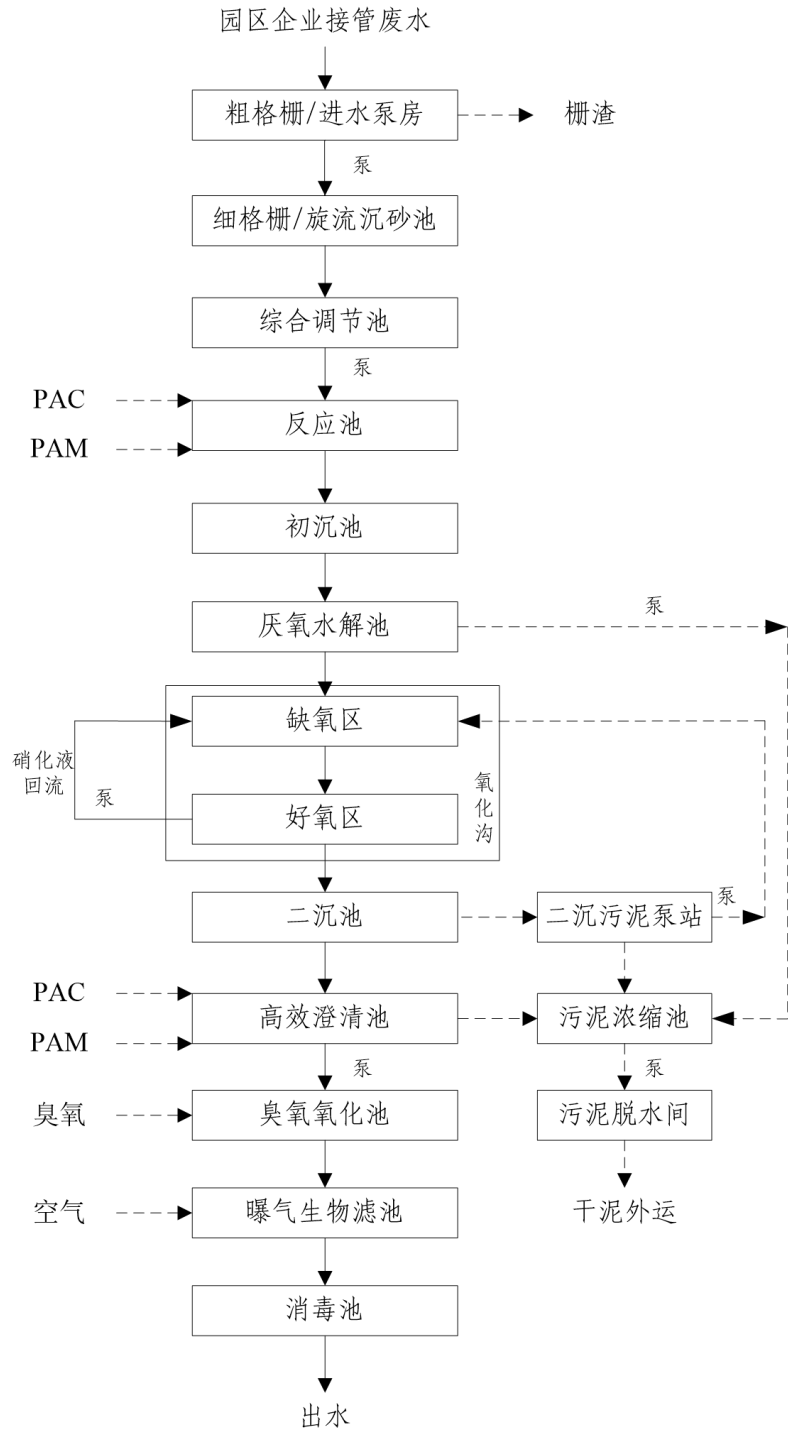 园区企业接管废水
粗格栅/进水泵房
栅渣
泵
细格栅/旋流沉砂池
综合调节池
泵
PAC
反应池
PAM
初沉池
厌氧水解池
泵
缺氧区
硝化液
回流
泵
好氧区
氧
化
沟
二沉池
二沉污泥泵站
泵
PAC
高效澄清池
污泥浓缩池
PAM
泵
泵
臭氧
臭氧氧化池
污泥脱水间
空气
曝气生物滤池
干泥外运
消毒池
出水